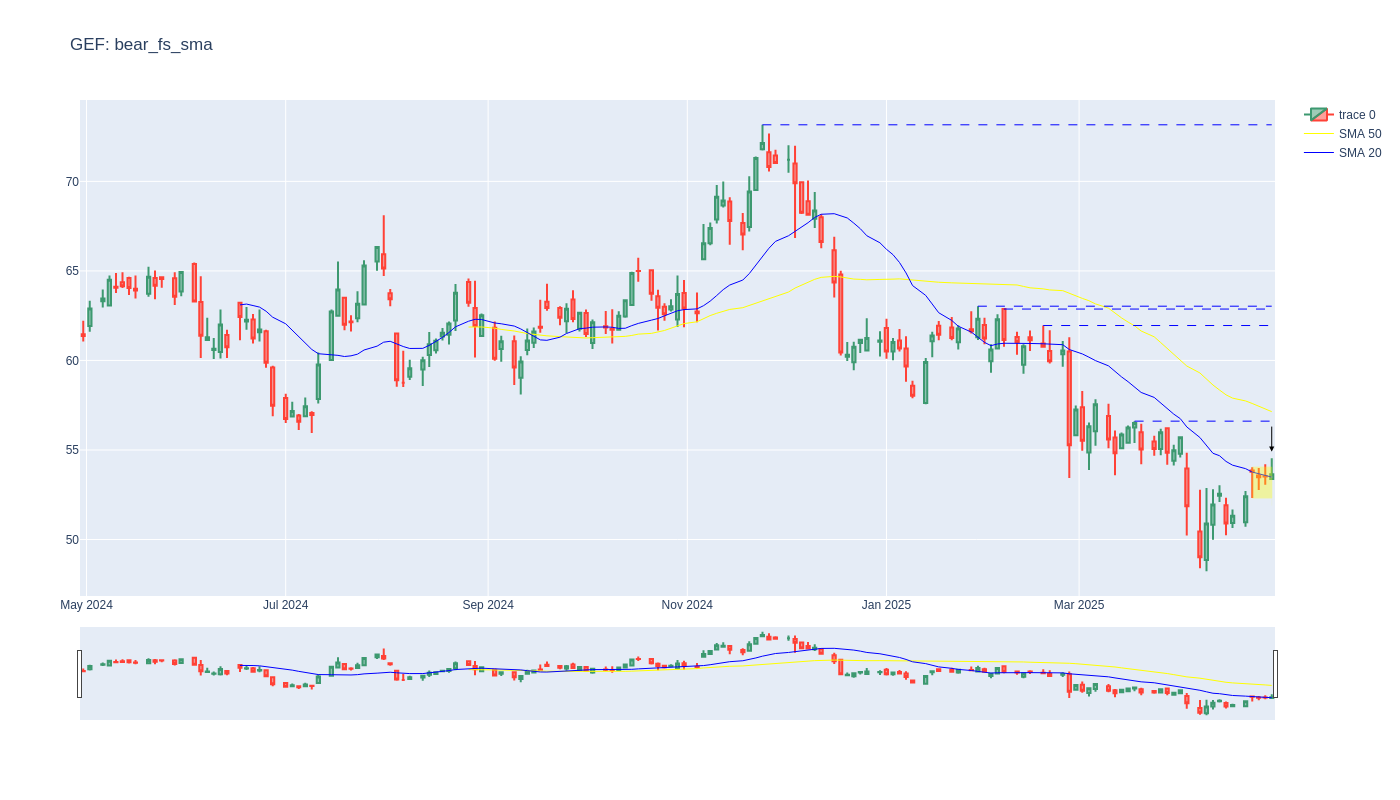 GEF: bear_fs_sma
trace 0
SMA 50
SMA 20
70
65
60
55
50
May 2024
Jul 2024
Sep 2024
Nov 2024
Jan 2025
Mar 2025